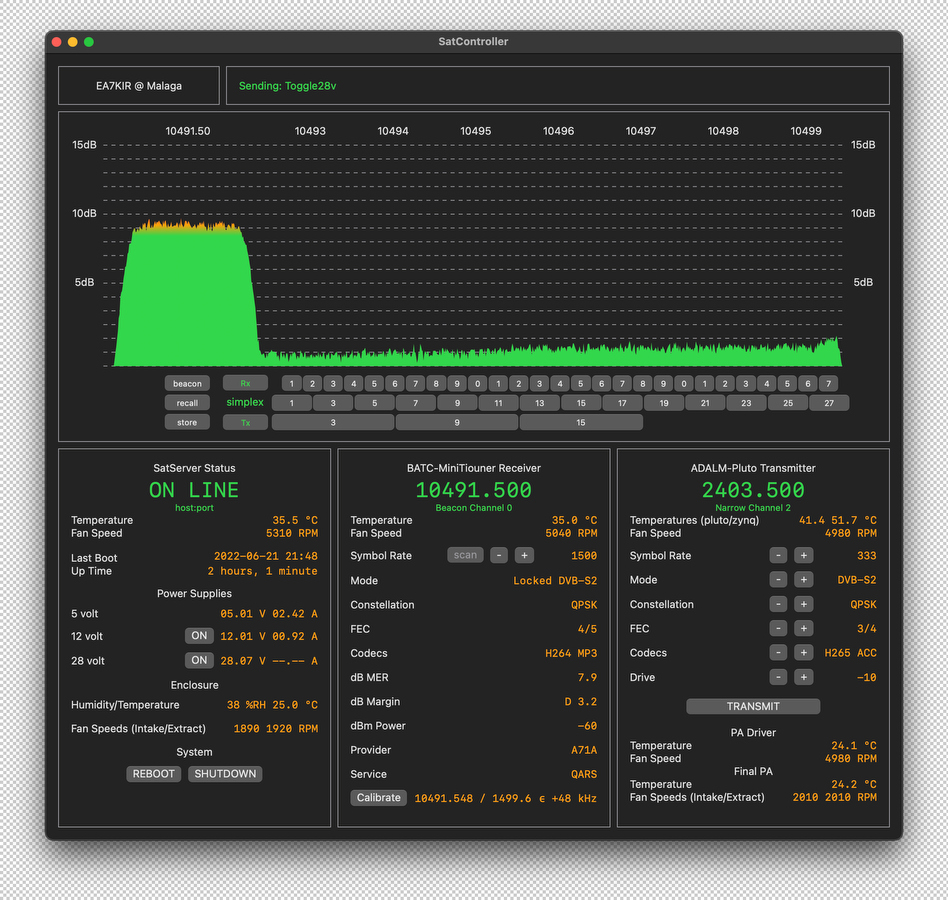 SatController
EA7KIR @ Malaga
Sending: Toggle28v
10491.50 10493 10494 10495 10496 10497 10498 10499
15dB 15dB
10dB 10dB
5dB 5dB
beacon Rx 1 2 3 4 5 6 7 8 9 0 1 2 3 4 5 6 7 8 9 0 1 2 3 4 5 6 7
recall simplex 1 3 5 7 9 11 13 15 17 19 21 23 25 27
store Tx 3 9 15
SatServer Status
ON LINE
host:port
Temperature 35.5 °C
Fan Speed 5310 RPM
Last Boot 2022-06-21 21:48
Up Time 2 hours, 1 minute
Power Supplies
5 volt 05.01 V 02.42 A
12 volt ON 12.01 V 00.92 A
28 volt ON 28.07 V --.-- A
Enclosure
Humidity/Temperature 38 %RH 25.0 °C
Fan Speeds (Intake/Extract) 1890 1920 RPM
System
REBOOT SHUTDOWN
BATC-MiniTiouner Receiver
10491.500
Beacon Channel 0
Temperature 35.0 °C
Fan Speed 5040 RPM
Symbol Rate scan - + 1500
Mode Locked DVB-S2
Constellation QPSK
FEC 4/5
Codecs H264 MP3
dB MER 7.9
dB Margin D 3.2
dBm Power -60
Provider A71A
Service QARS
Calibrate 10491.548 / 1499.6 ϵ +48 kHz
ADALM-Pluto Transmitter
2403.500
Narrow Channel 2
Temperatures (pluto/zynq) 41.4 51.7 °C
Fan Speed 4980 RPM
Symbol Rate - + 333
Mode - + DVB-S2
Constellation - + QPSK
FEC - + 3/4
Codecs - + H265 ACC
Drive - + -10
TRANSMIT
PA Driver
Temperature 24.1 °C
Fan Speed 4980 RPM
Final PA
Temperature 24.2 °C
Fan Speeds (Intake/Extract) 2010 2010 RPM